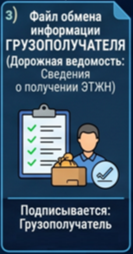 3) Файл обмена
информации
ГРУЗОПОЛУЧАТЕЛЯ
(Дорожная ведомость:
Сведения
о получении ЭТЖН)
Подписывается:
Грузополучатель